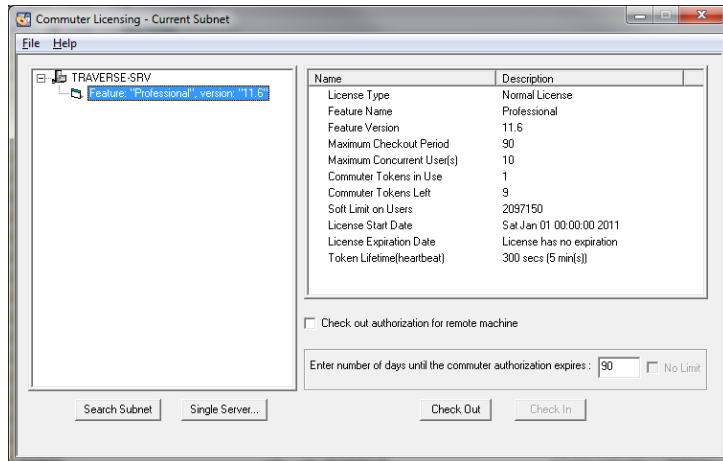 Commuter Licensing - Current Subnet
File Help
TRAVERSE-SRV
Feature: "Professional", version: "11.6"
Name Description
License Type Normal License
Feature Name Professional
Feature Version 11.6
Maximum Checkout Period 90
Maximum Concurrent User(s) 10
Commuter Tokens in Use 1
Commuter Tokens Left 9
Soft Limit on Users 2097150
License Start Date Sat Jan 01 00:00:00 2011
License Expiration Date License has no expiration
Token Lifetime(heartbeat) 300 secs (5 min(s))
Check out authorization for remote machine
Enter number of days until the commuter authorization expires : 90 No Limit
Search Subnet Single Server... Check Out Check In